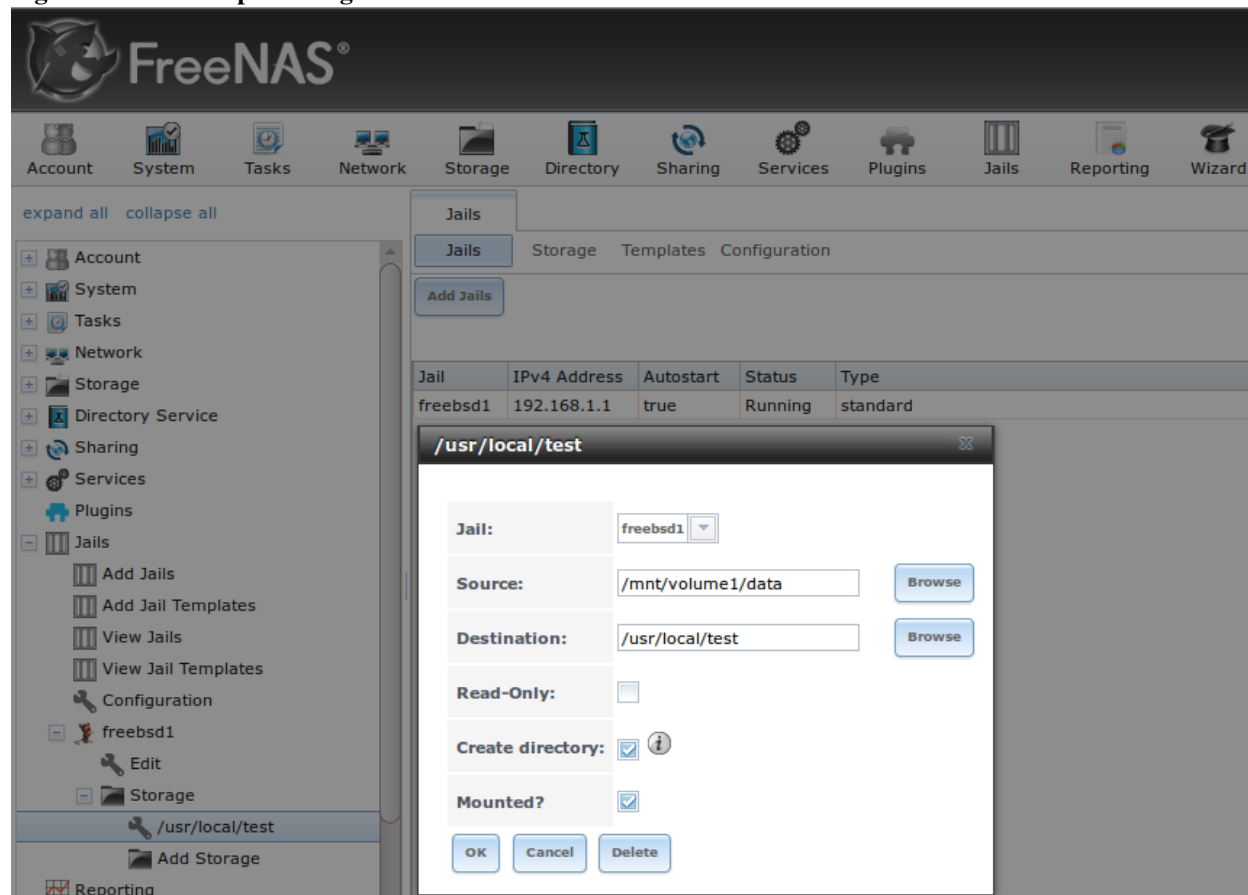 FreeNAS®
Account System Tasks Network Storage Directory Sharing Services Plugins Jails Reporting Wizard
expand all collapse all
Account
System
Tasks
Network
Storage
Directory Service
Sharing
Services
Plugins
Jails
Add Jails
Add Jail Templates
View Jails
View Jail Templates
Configuration
freebsd1
Edit
Storage
/usr/local/test
Add Storage
Reporting
Jails
Jails Storage Templates Configuration
Add Jails
Jail IPv4 Address Autostart Status Type
freebsd1 192.168.1.1 true Running standard
/usr/local/test
Jail: freebsd1
Source: /mnt/volume1/data Browse
Destination: /usr/local/test Browse
Read-Only:
Create directory: i
Mounted?
OK Cancel Delete